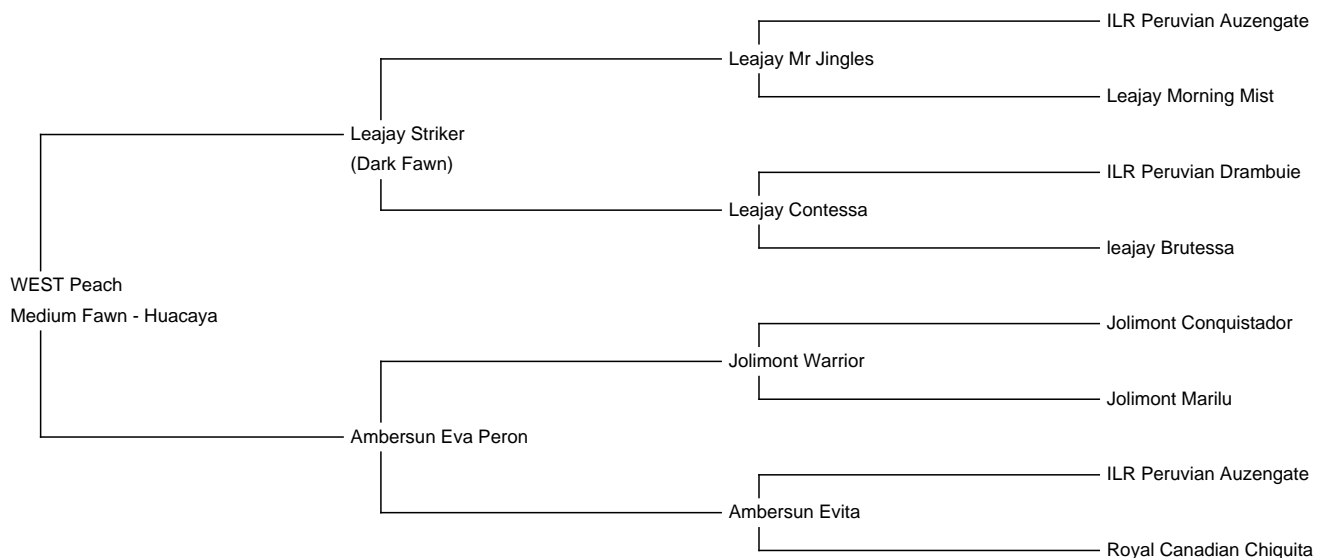 ILR Peruvian Auzengate
Leajay Mr Jingles
Leajay Morning Mist
Leajay Striker
(Dark Fawn)
ILR Peruvian Drambuie
Leajay Contessa
leajay Brutessa
WEST Peach
Medium Fawn - Huacaya
Jolimont Conquistador
Jolimont Warrior
Jolimont Marilu
Ambersun Eva Peron
ILR Peruvian Auzengate
Ambersun Evita
Royal Canadian Chiquita